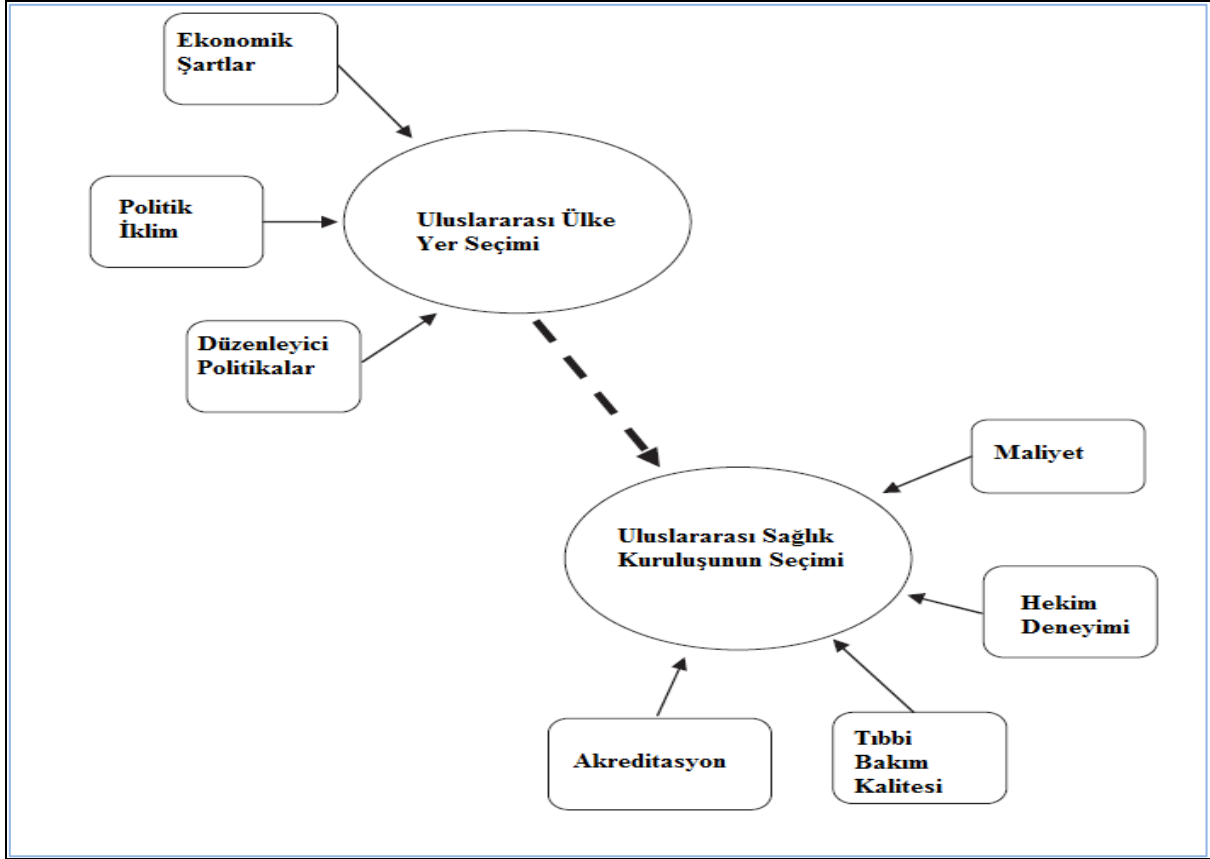 Ekonomik
Şartlar
Politik
İklim
Uluslararası Ülke
Yer Seçimi
Düzenleyici
Politikalar
Maliyet
Uluslararası Sağlık
Kuruluşunun Seçimi
Hekim
Deneyimi
Akreditasyon
Tıbbi
Bakım
Kalitesi